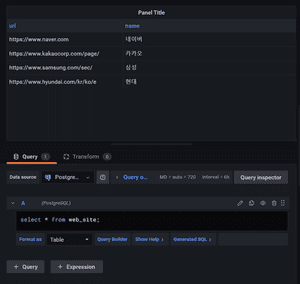 Panel Title
url name
https://www.naver.com 네이버
https://www.kakaocorp.com/page/ 카카오
https://www.samsung.com/sec/ 삼성
https://www.hyundai.com/kr/ko/e 현대
Query 1 Transform 0
Data source Postgre... Query o... MD = auto = 720 Interval = 6h Query inspector
A (PostgreSQL)
select * from web_site;
Format as Table Query Builder Show Help Generated SQL
+ Query + Expression